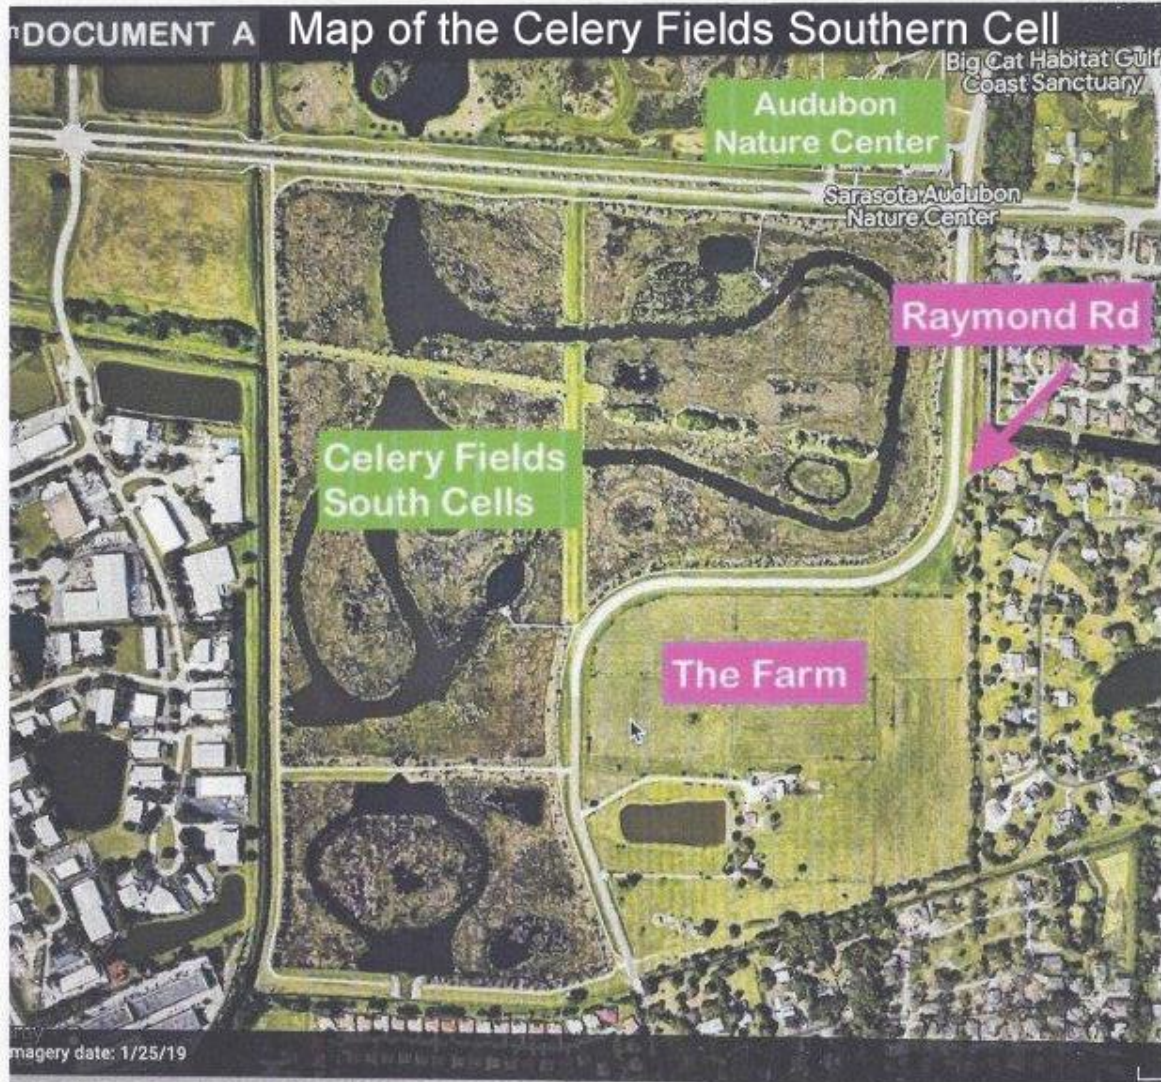 DOCUMENT A
Map of the Celery Fields Southern Cell
Big Cat Habitat Gulf
Coast Sanctuary
Audubon
Nature Center
Sarasota Audubon
Nature Center
Raymond Rd
Celery Fields
South Cells
The Farm
magery date: 1/25/19